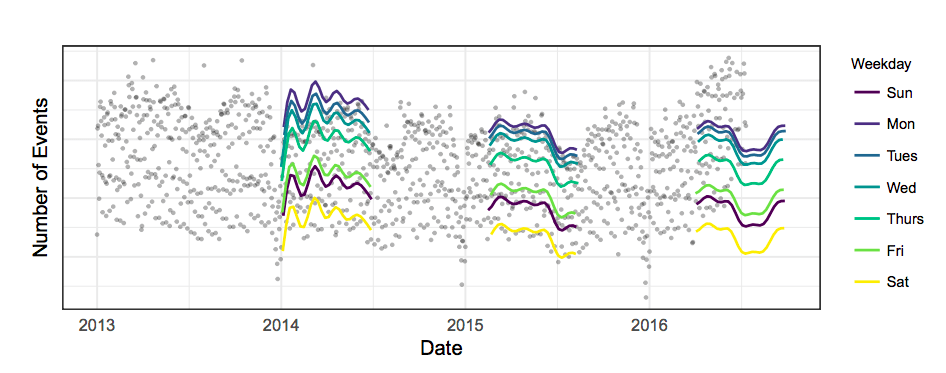 Number of Events
2013 2014 2015 2016
Date
Weekday
Sun
Mon
Tues
Wed
Thurs
Fri
Sat